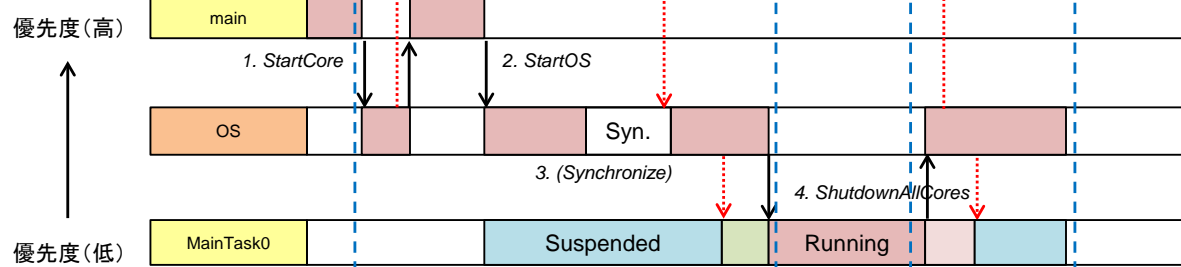 main
優先度(高)
1. StartCore
2. StartOS
OS
Syn.
3. (Synchronize)
4. ShutdownAllCores
MainTask0
Suspended
Running
優先度(低)